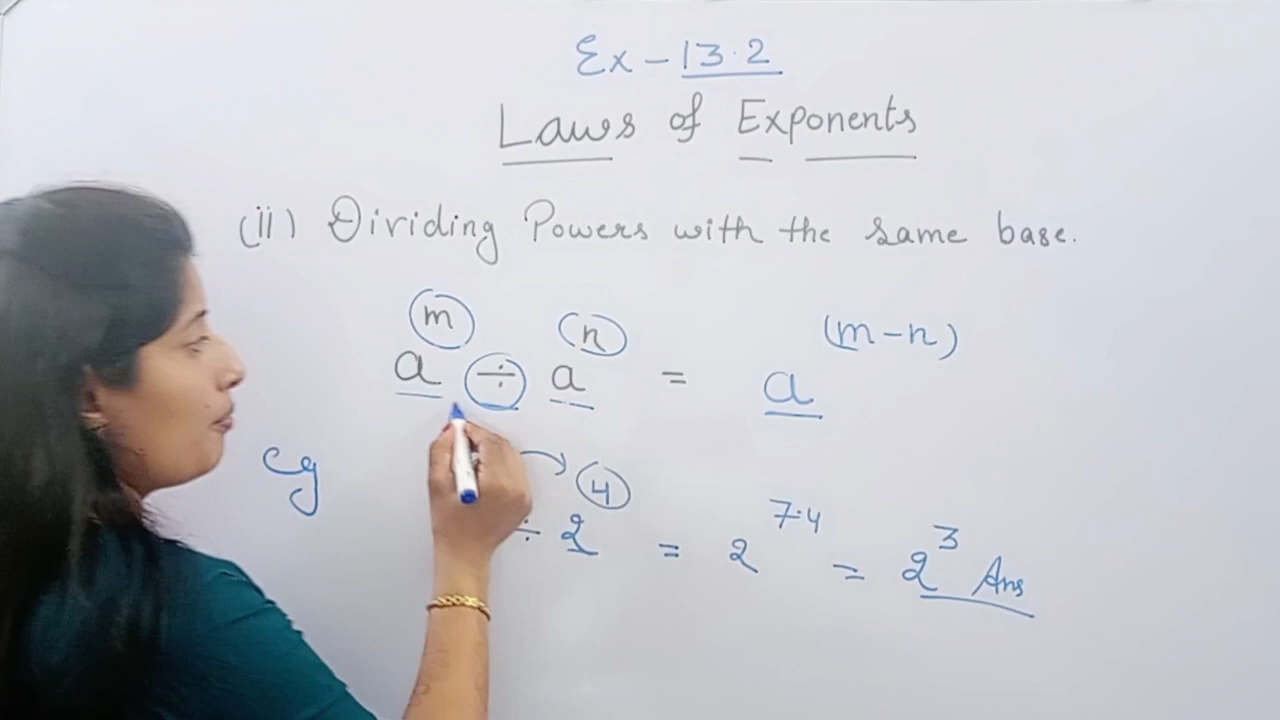 Ex-13.2
Laws of Exponents
(ii) Dividing Powers with the same base.
a^m ÷ a^n = a^(m-n)
eg ÷ 2^4 = 2^7-4 = 2^3 Ans